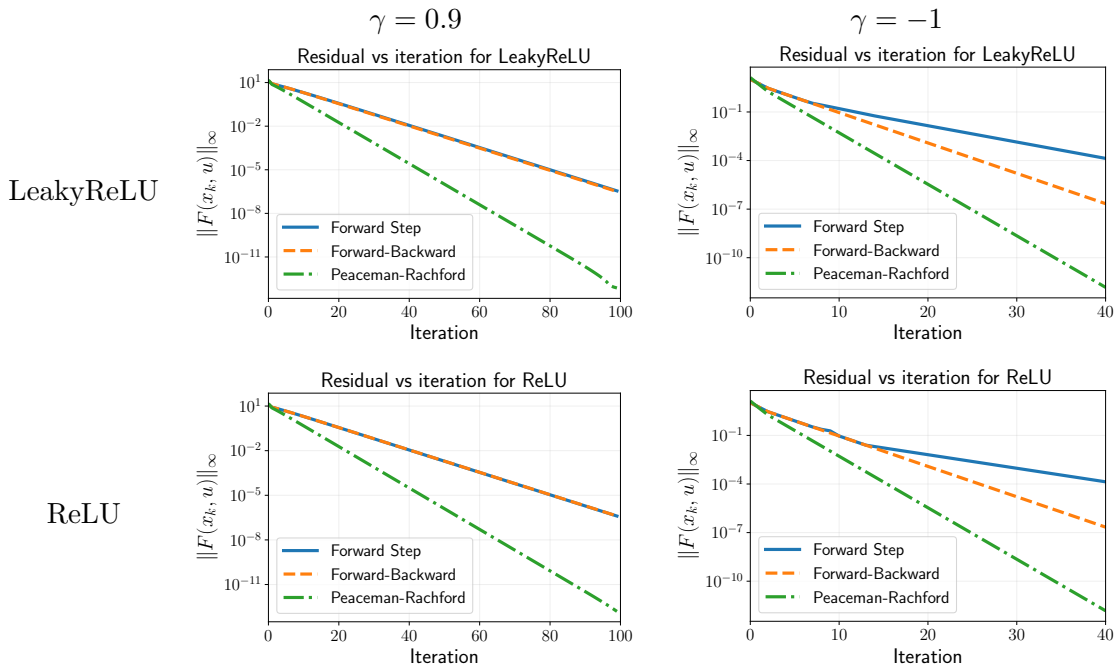 γ = 0.9
γ = −1
LeakyReLU
Residual vs iteration for LeakyReLU
||F(x_k, u)||_∞
10^1
10^{-2}
10^{-5}
10^{-8}
10^{-11}
Forward Step
Forward-Backward
Peaceman-Rachford
0 20 40 60 80 100
Iteration
Residual vs iteration for LeakyReLU
||F(x_k, u)||_∞
10^{-1}
10^{-4}
10^{-7}
10^{-10}
Forward Step
Forward-Backward
Peaceman-Rachford
0 10 20 30 40
Iteration
ReLU
Residual vs iteration for ReLU
||F(x_k, u)||_∞
10^1
10^{-2}
10^{-5}
10^{-8}
10^{-11}
Forward Step
Forward-Backward
Peaceman-Rachford
0 20 40 60 80 100
Iteration
Residual vs iteration for ReLU
||F(x_k, u)||_∞
10^{-1}
10^{-4}
10^{-7}
10^{-10}
Forward Step
Forward-Backward
Peaceman-Rachford
0 10 20 30 40
Iteration